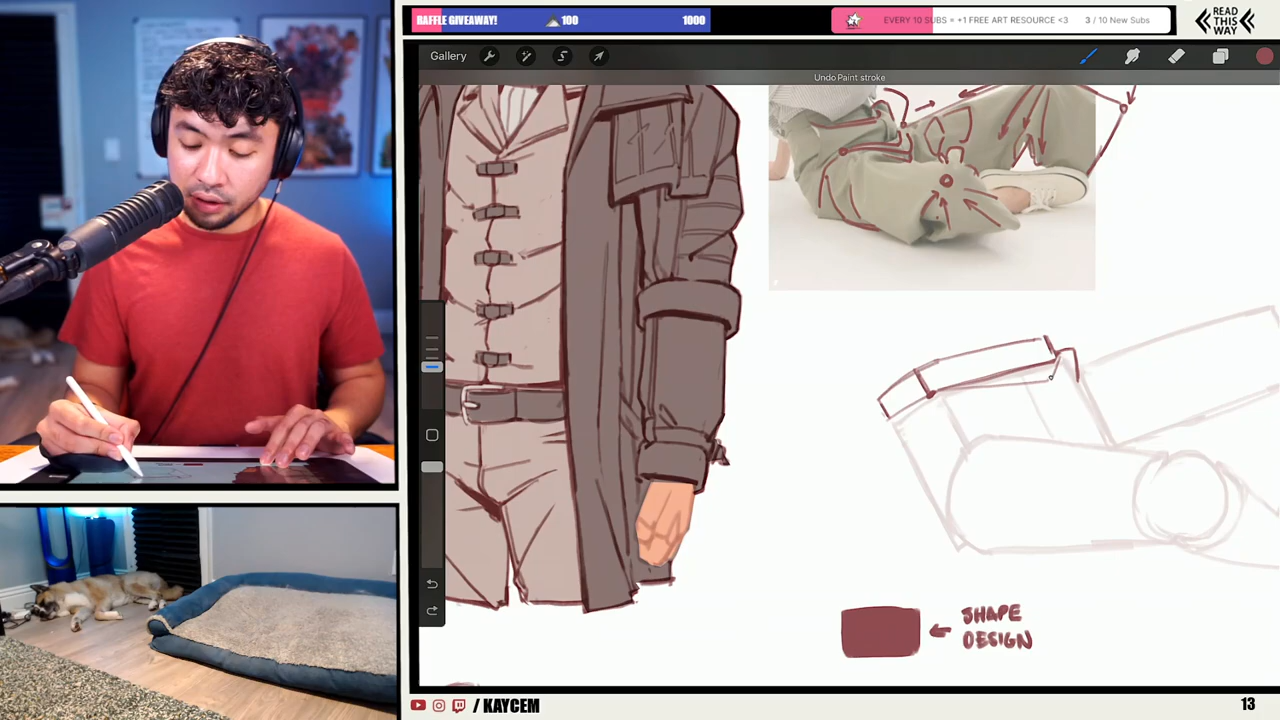 RAFFLE GIVEAWAY!
100
1000
EVERY 10 SUBS = +1 FREE ART RESOURCE <3
3 / 10 New Subs
READ
THIS
WAY
Gallery
Undo Paint stroke
SHAPE
DESIGN
/ KAYCEM
13